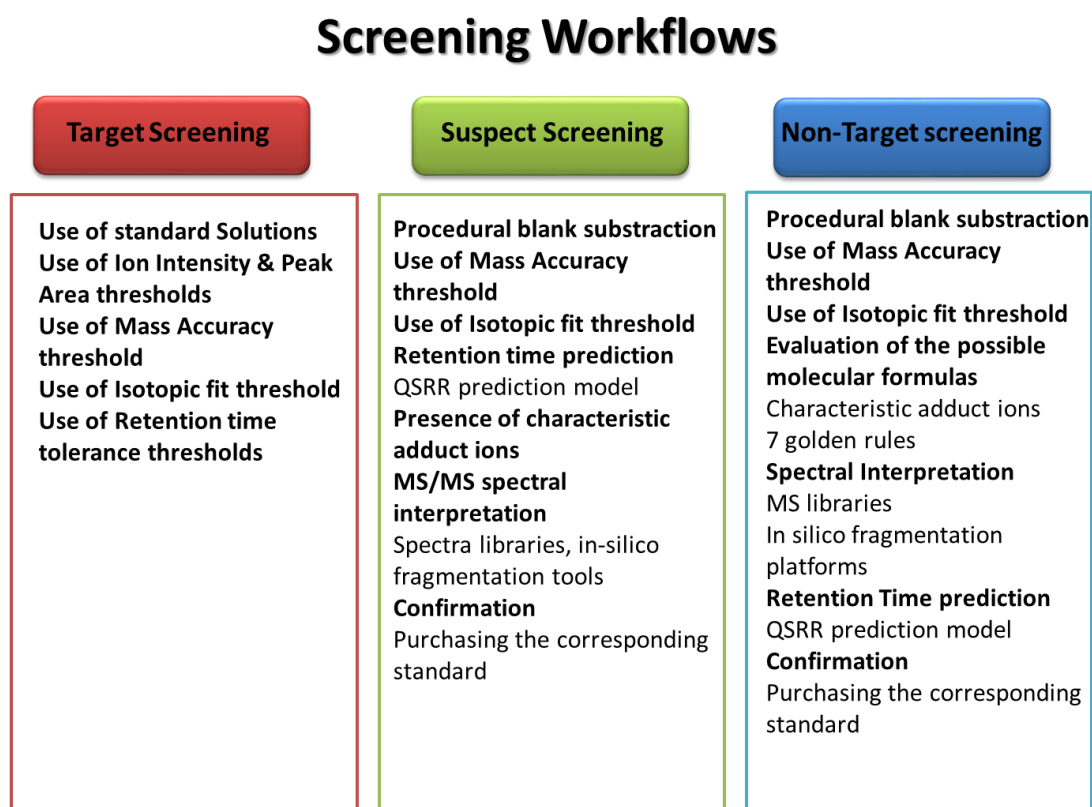 Screening Workflows
Target Screening
Use of standard Solutions
Use of Ion Intensity & Peak
Area thresholds
Use of Mass Accuracy
threshold
Use of Isotopic fit threshold
Use of Retention time
tolerance thresholds
Suspect Screening
Procedural blank substraction
Use of Mass Accuracy
threshold
Use of Isotopic fit threshold
Retention time prediction
QSRR prediction model
Presence of characteristic
adduct ions
MS/MS spectral
interpretation
Spectra libraries, in-silico
fragmentation tools
Confirmation
Purchasing the corresponding
standard
Non-Target screening
Procedural blank substraction
Use of Mass Accuracy
threshold
Use of Isotopic fit threshold
Evaluation of the possible
molecular formulas
Characteristic adduct ions
7 golden rules
Spectral Interpretation
MS libraries
In silico fragmentation
platforms
Retention Time prediction
QSRR prediction model
Confirmation
Purchasing the corresponding
standard